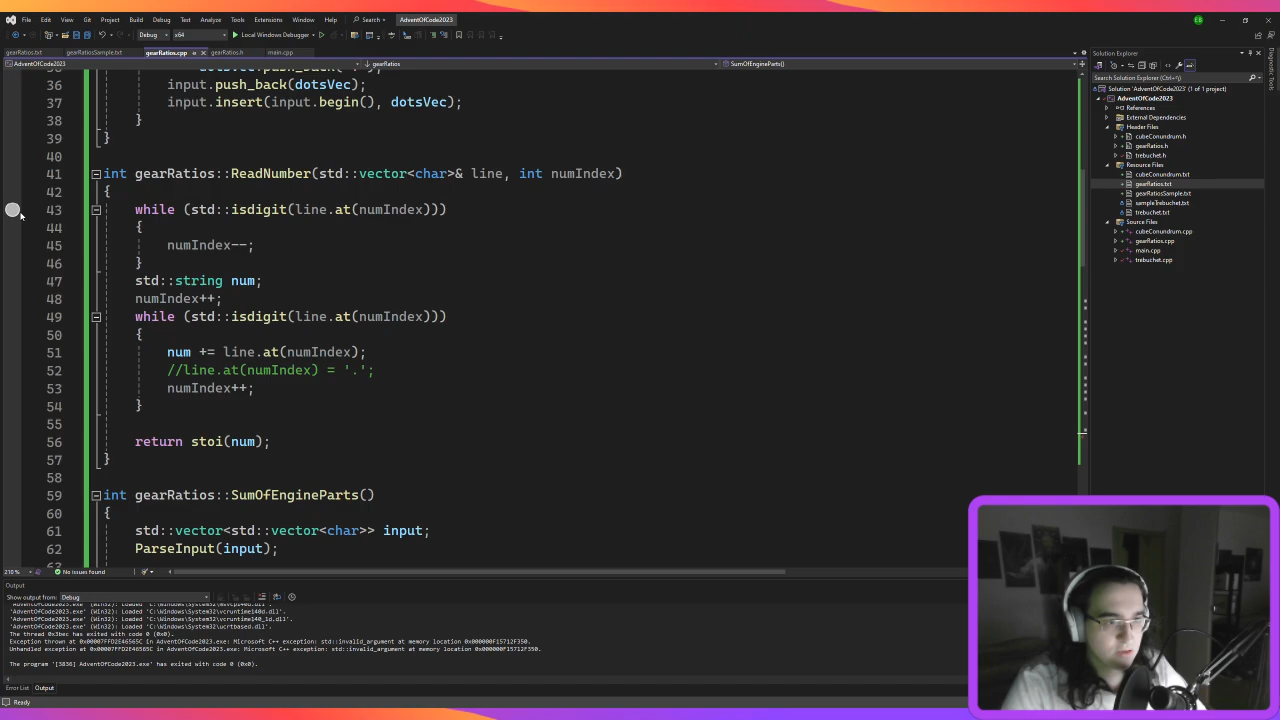 File Edit View Git Project Build Debug Test Analyze Tools Extensions Window Help Search AdventOfCode2023
Debug x64 Local Windows Debugger
gearRatios.txt gearRatiosSample.txt gearRatios.cpp gearRatios.h main.cpp
AdventOfCode2023 gearRatios SumOfEngineParts()
36 input.push_back(dotsVec);
37 input.insert(input.begin(), dotsVec);
38 }
39 }
40
41 int gearRatios::ReadNumber(std::vector<char>& line, int numIndex)
42 {
43 while (std::isdigit(line.at(numIndex)))
44 {
45 numIndex--;
46 }
47 std::string num;
48 numIndex++;
49 while (std::isdigit(line.at(numIndex)))
50 {
51 num += line.at(numIndex);
52 //line.at(numIndex) = '.';
53 numIndex++;
54 }
55
56 return stoi(num);
57 }
58
59 int gearRatios::SumOfEngineParts()
60 {
61 std::vector<std::vector<char>> input;
62 ParseInput(input);
210 % No issues found
Output
Show output from: Debug
'AdventOfCode2023.exe' (Win32): Loaded 'C:\Windows\System32\vcruntime140d.dll'.
'AdventOfCode2023.exe' (Win32): Loaded 'C:\Windows\System32\vcruntime140_1d.dll'.
'AdventOfCode2023.exe' (Win32): Loaded 'C:\Windows\System32\ucrtbased.dll'.
The thread 0x3bec has exited with code 0 (0x0).
Exception thrown at 0x00007FFD2E46565C in AdventOfCode2023.exe: Microsoft C++ exception: std::invalid_argument at memory location 0x000000F15712F350.
Unhandled exception at 0x00007FFD2E46565C in AdventOfCode2023.exe: Microsoft C++ exception: std::invalid_argument at memory location 0x000000F15712F350.
The program '[3836] AdventOfCode2023.exe' has exited with code 0 (0x0).
Error List Output
Ready
Solution Explorer
Search Solution Explorer (Ctrl+;)
Solution 'AdventOfCode2023' (1 of 1 project)
AdventOfCode2023
References
External Dependencies
Header Files
cubeConundrum.h
gearRatios.h
trebuchet.h
Resource Files
cubeConundrum.txt
gearRatios.txt
gearRatiosSample.txt
sampleTrebuchet.txt
trebuchet.txt
Source Files
cubeConundrum.cpp
gearRatios.cpp
main.cpp
trebuchet.cpp
Diagnostic Tools